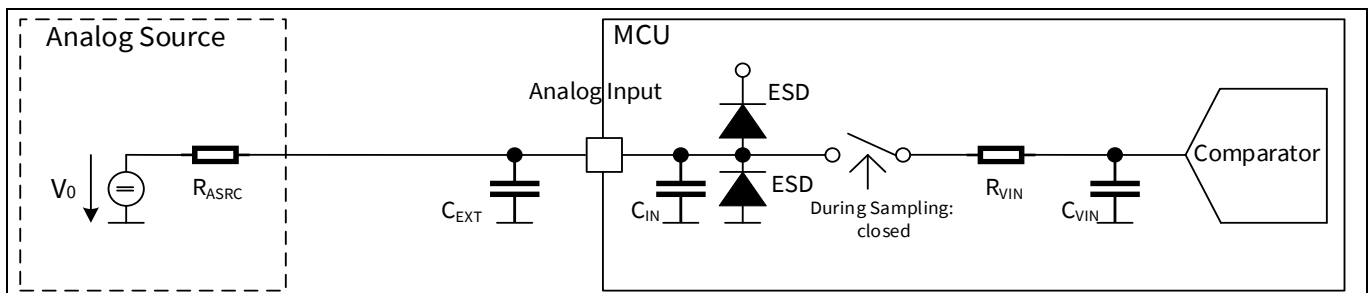 Analog Source
MCU
Analog Input
ESD
V0
RASRC
CEXT
CIN
ESD
During Sampling:
closed
RVIN
CVIN
Comparator